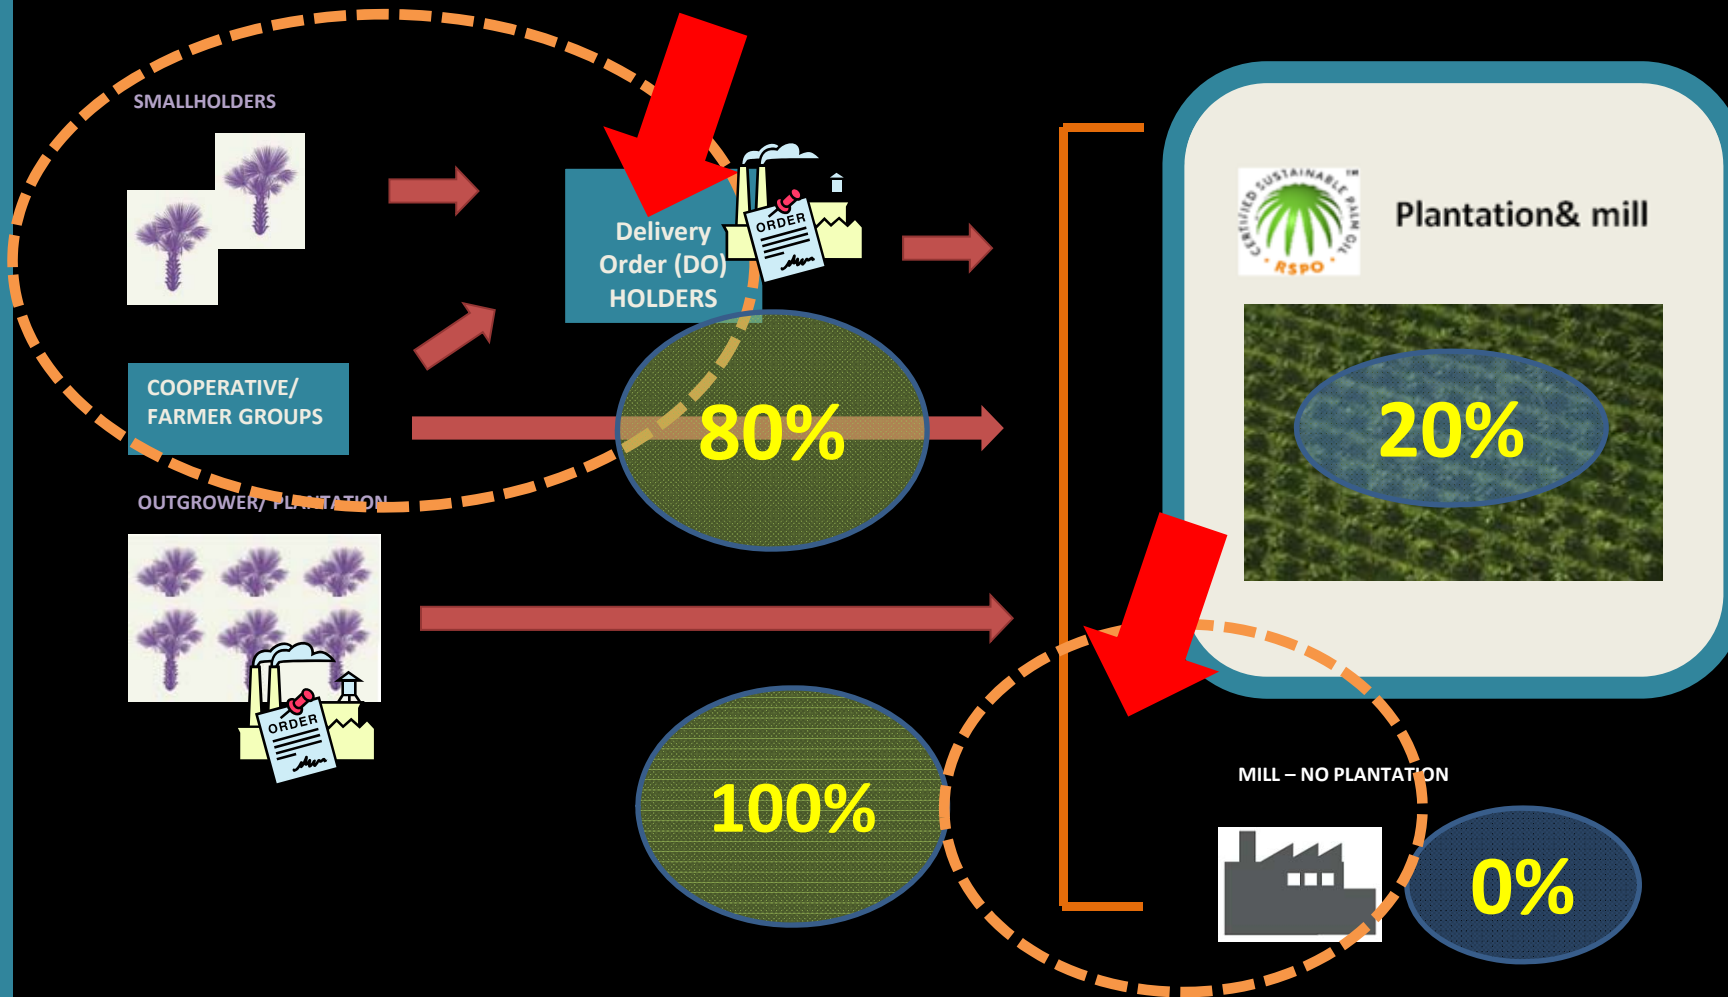 SMALLHOLDERS
Delivery
Order (DO)
HOLDERS
ORDER
COOPERATIVE/
FARMER GROUPS
80%
OUTGROWER/ PLANTATION
ORDER
100%
CERTIFIED SUSTAINABLE PALM OIL TM
· RSPO ·
Plantation& mill
20%
MILL – NO PLANTATION
0%